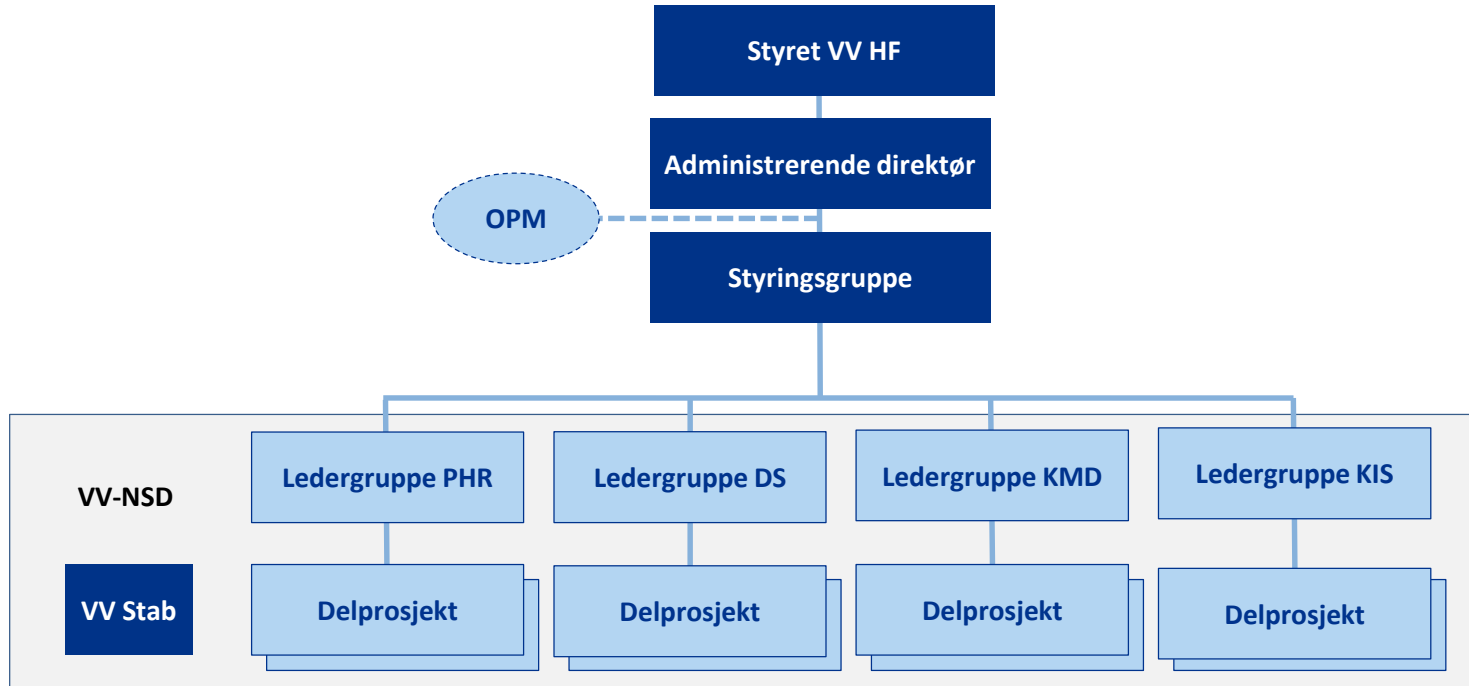 Styret VV HF
Administrerende direktør
OPM
Styringsgruppe
VV-NSD
Ledergruppe PHR
Ledergruppe DS
Ledergruppe KMD
Ledergruppe KIS
VV Stab
Delprosjekt
Delprosjekt
Delprosjekt
Delprosjekt